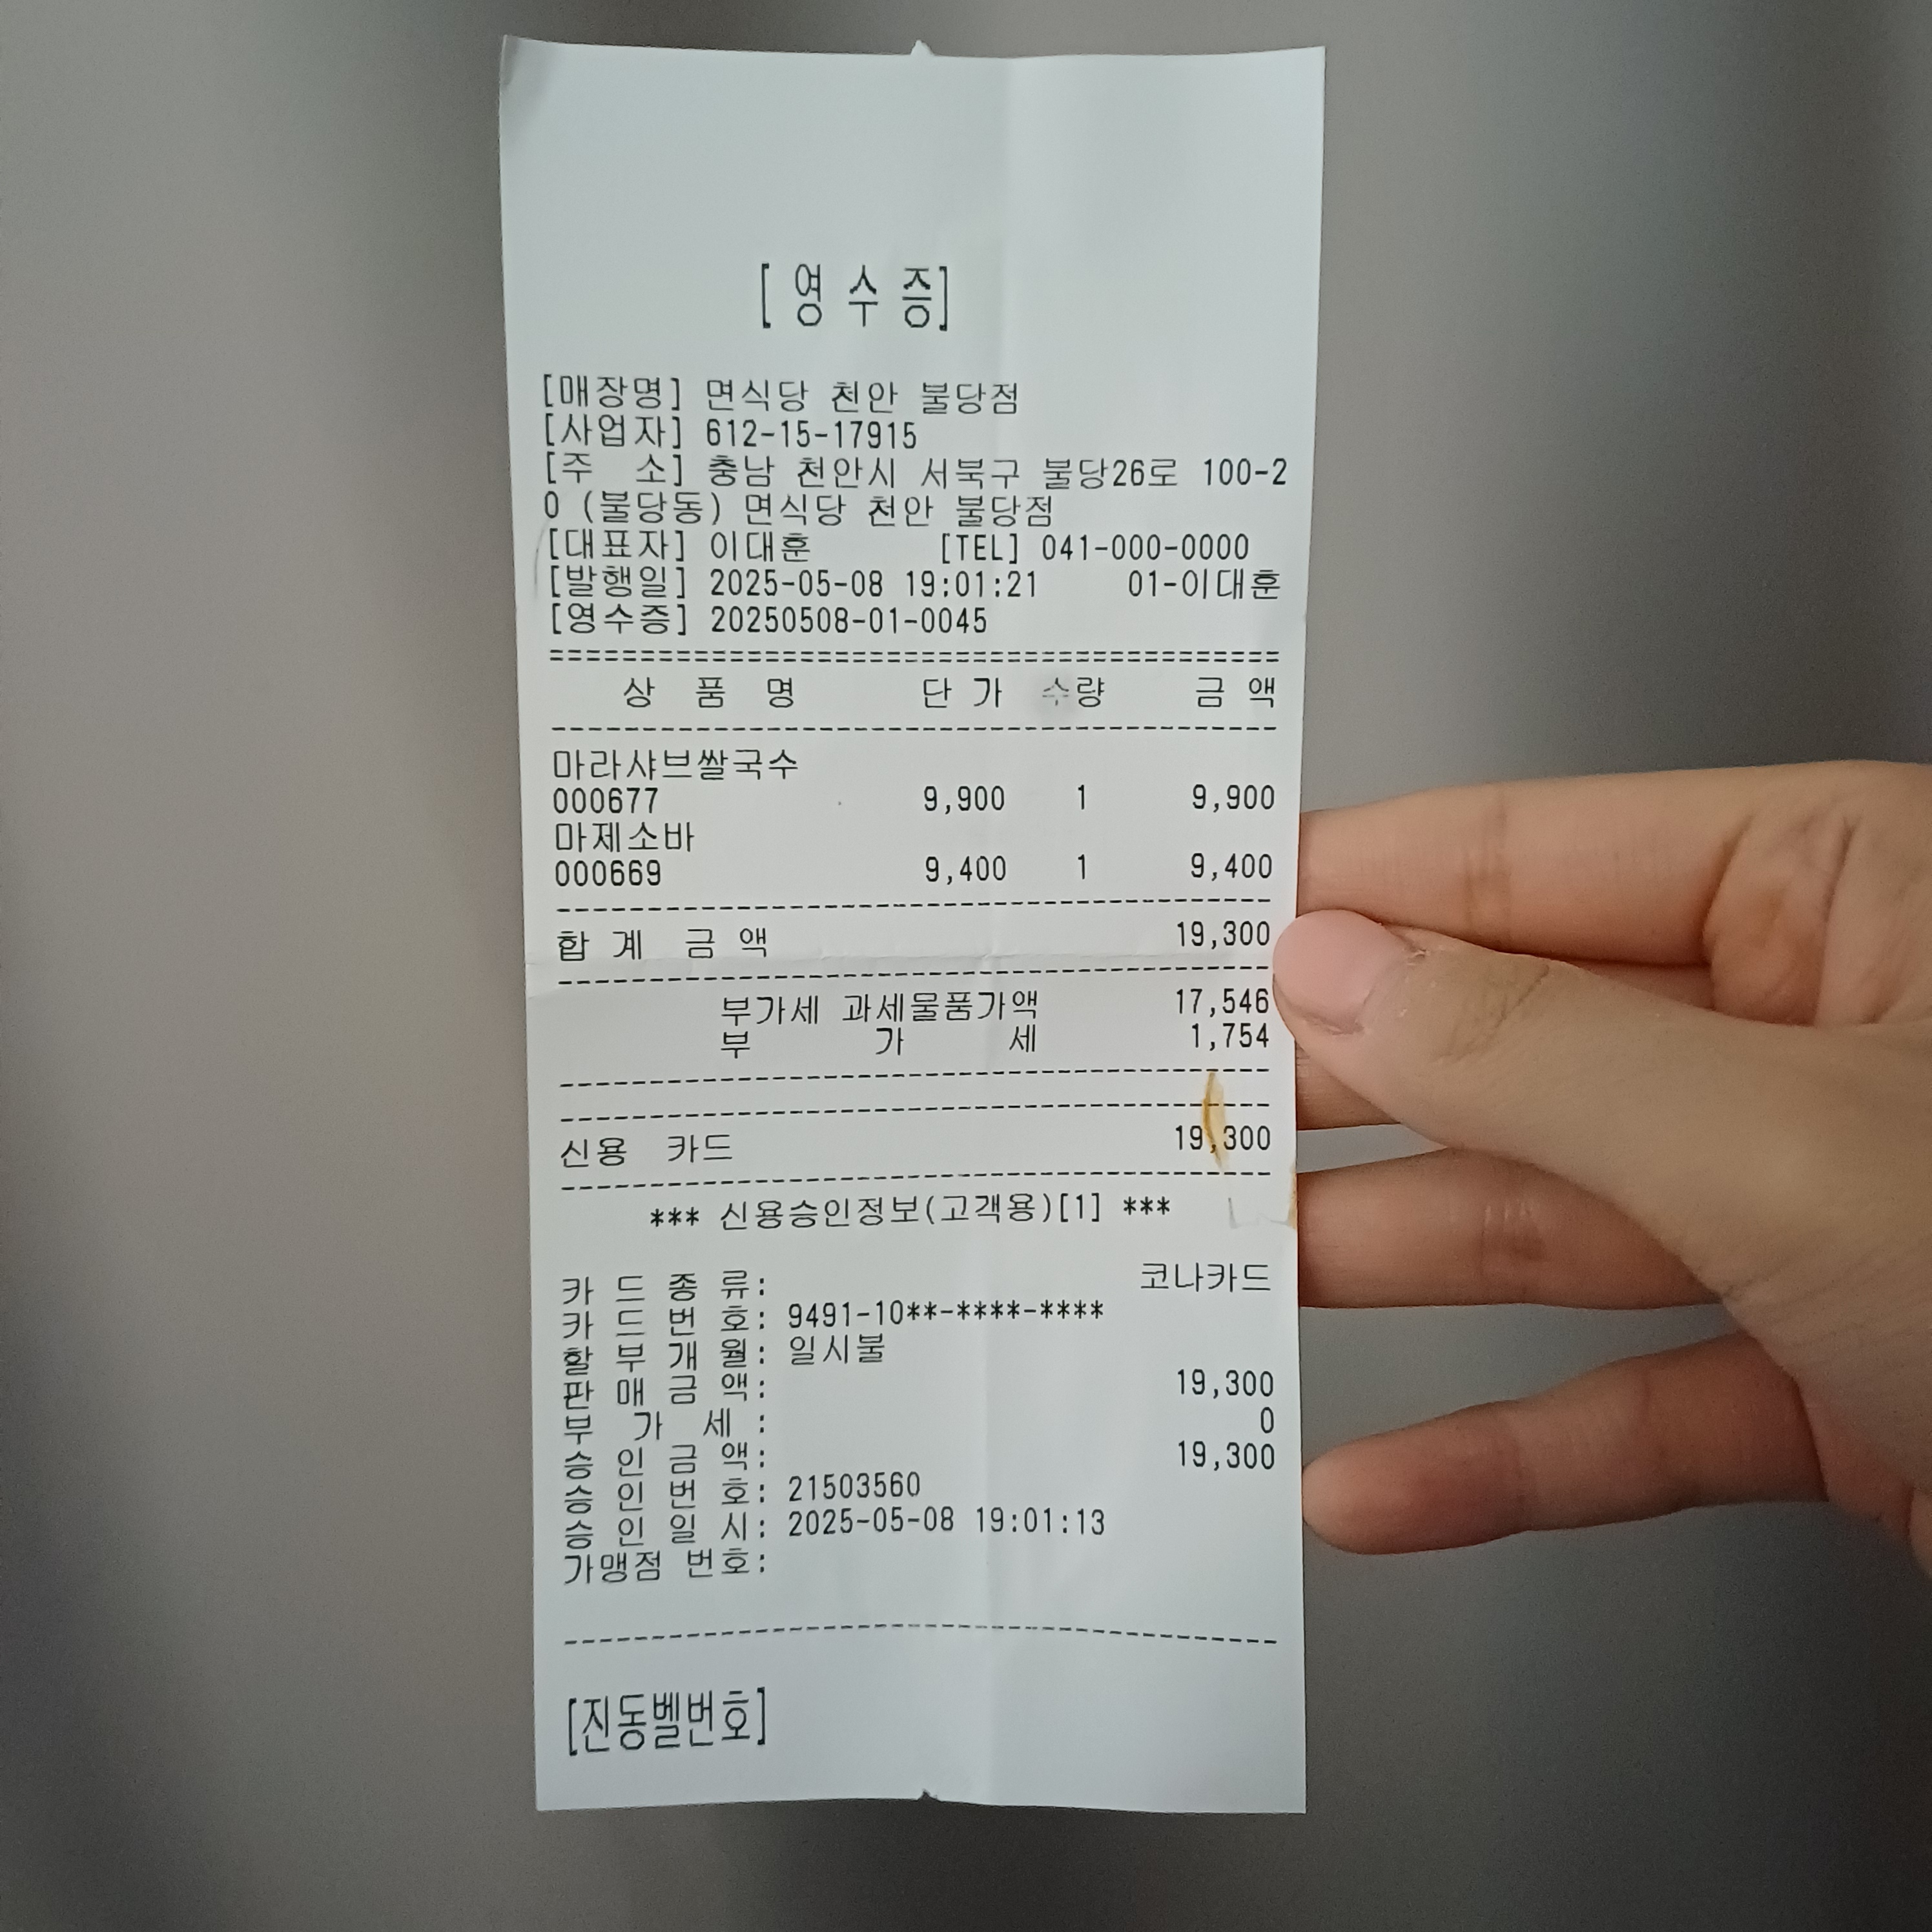 [ 영 수 증]
[매장명] 면식당 천안 불당점
[사업자] 612-15-17915
[주 소] 충남 천안시 서북구 불당26로 100-2
0 (불당동) 면식당 천안 불당점
[대표자] 이대훈 [TEL] 041-000-0000
[발행일] 2025-05-08 19:01:21 01-이대훈
[영수증] 20250508-01-0045
========================================
상 품 명 단 가 수량 금 액
----------------------------------------
마라샤브쌀국수
000677 9,900 1 9,900
마제소바
000669 9,400 1 9,400
----------------------------------------
합 계 금 액 19,300
----------------------------------------
부가세 과세물품가액 17,546
부 가 세 1,754
----------------------------------------
----------------------------------------
신용 카드 19,300
----------------------------------------
*** 신용승인정보(고객용)[1] ***
카 드 종 류: 코나카드
카 드 번 호: 9491-10**-****-****
할 부 개 월: 일시불
판 매 금 액: 19,300
부 가 세 : 0
승 인 금 액: 19,300
승 인 번 호: 21503560
승 인 일 시: 2025-05-08 19:01:13
가맹점 번호:
----------------------------------------
[진동벨번호]